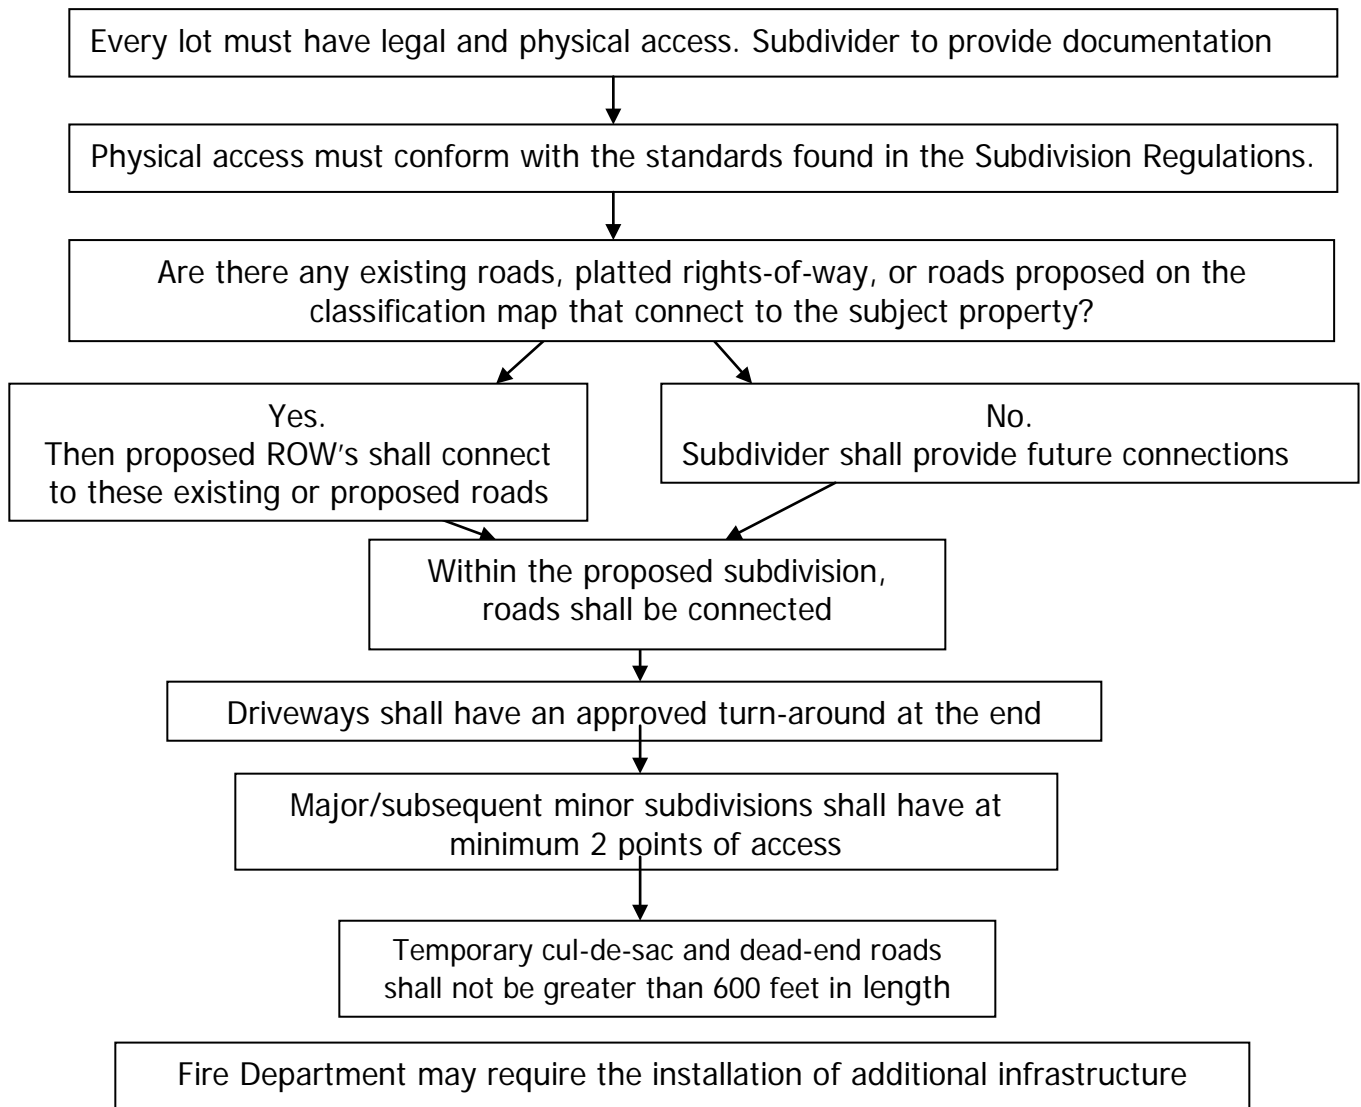 Every lot must have legal and physical access. Subdivider to provide documentation
Physical access must conform with the standards found in the Subdivision Regulations.
Are there any existing roads, platted rights-of-way, or roads proposed on the
classification map that connect to the subject property?
Yes.
Then proposed ROW's shall connect
to these existing or proposed roads
No.
Subdivider shall provide future connections
Within the proposed subdivision,
roads shall be connected
Driveways shall have an approved turn-around at the end
Major/subsequent minor subdivisions shall have at
minimum 2 points of access
Temporary cul-de-sac and dead-end roads
shall not be greater than 600 feet in length
Fire Department may require the installation of additional infrastructure